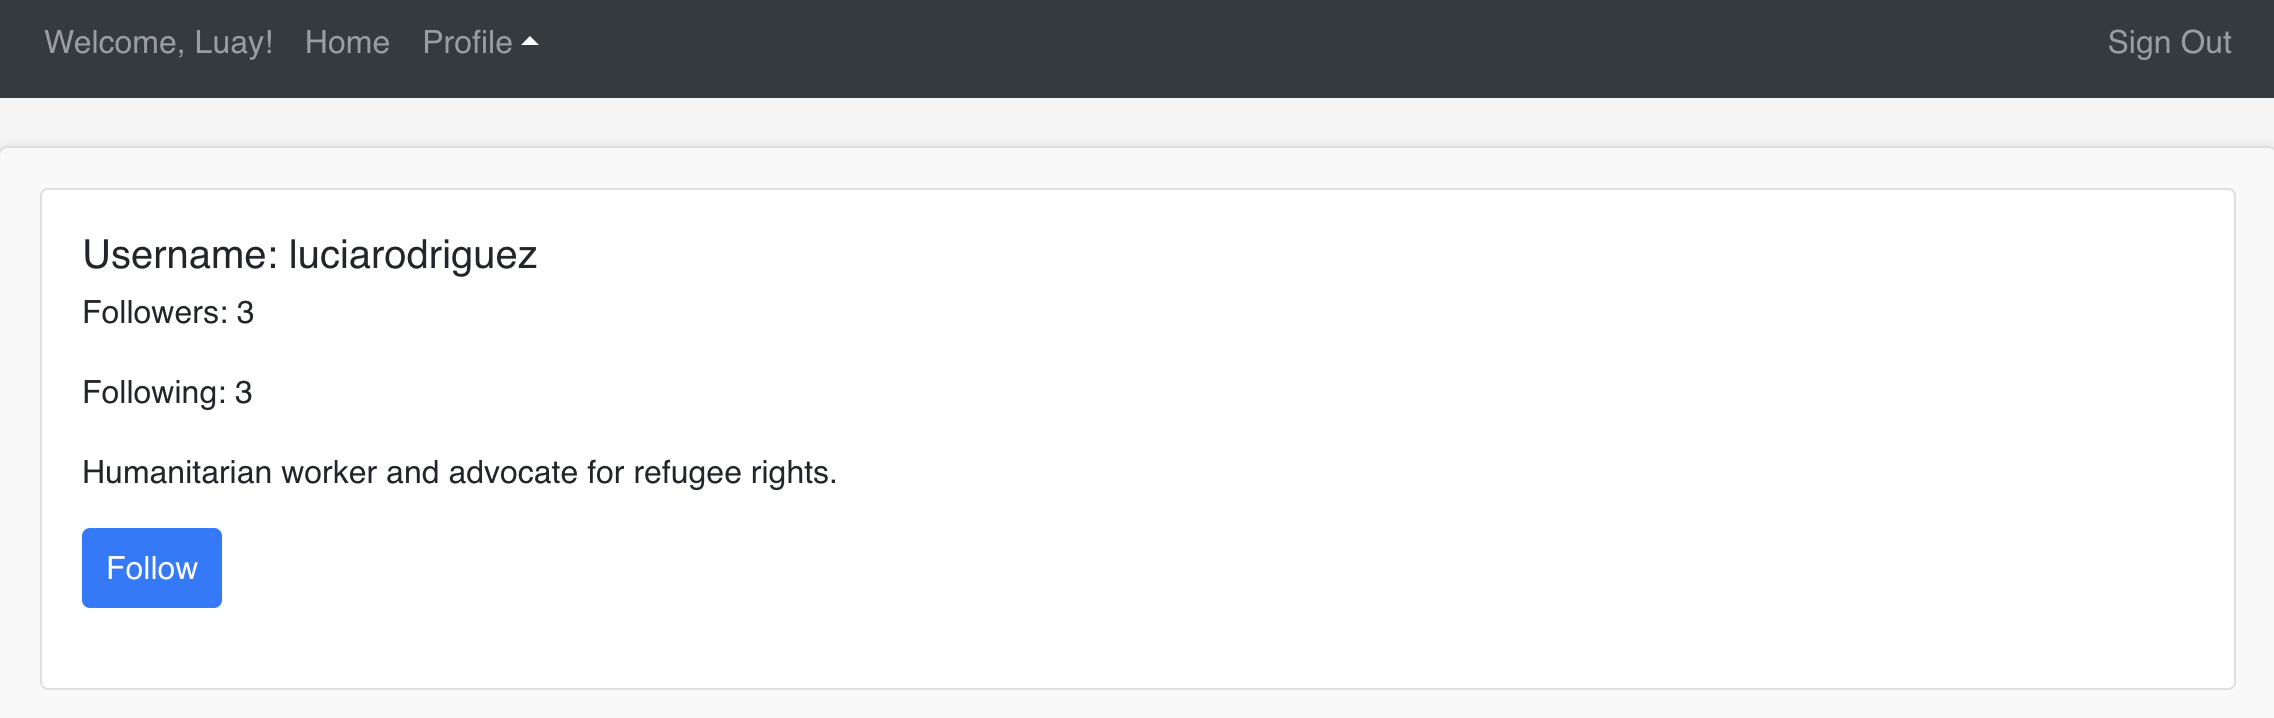 Welcome, Luay! Home Profile Sign Out
Username: luciarodriguez
Followers: 3
Following: 3
Humanitarian worker and advocate for refugee rights.
Follow